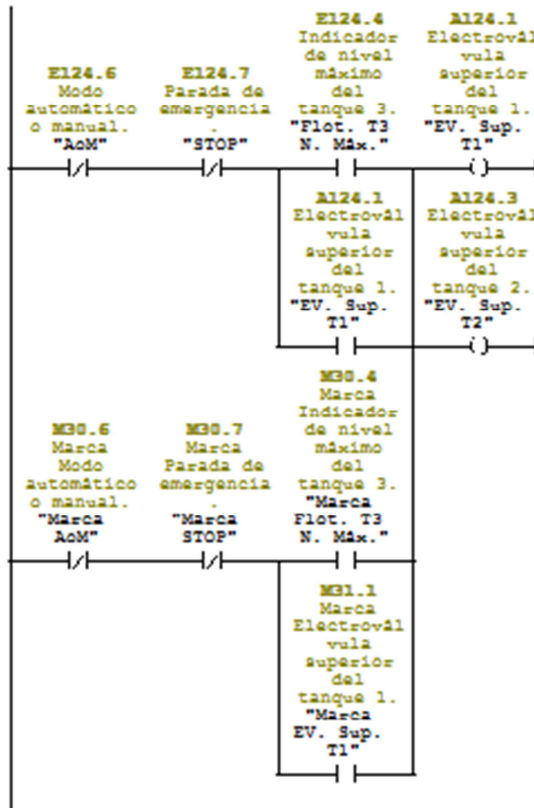 E124.6
Modo
automático
o manual.
"AoM"
E124.7
Parada de
emergencia
.
"STOP"
E124.4
Indicador
de nivel
máximo
del
tanque 3.
"Flot. T3
N. Máx."
A124.1
Electrovál
vula
superior
del
tanque 1.
"EV. Sup.
T1"
A124.1
Electrovál
vula
superior
del
tanque 1.
"EV. Sup.
T1"
A124.3
Electrovál
vula
superior
del
tanque 2.
"EV. Sup.
T2"
M30.6
Marca
Modo
automático
o manual.
"Marca
AoM"
M30.7
Marca
Parada de
emergencia
.
"Marca
STOP"
M30.4
Marca
Indicador
de nivel
máximo
del
tanque 3.
"Marca
Flot. T3
N. Máx."
M31.1
Marca
Electrovál
vula
superior
del
tanque 1.
"Marca
EV. Sup.
T1"